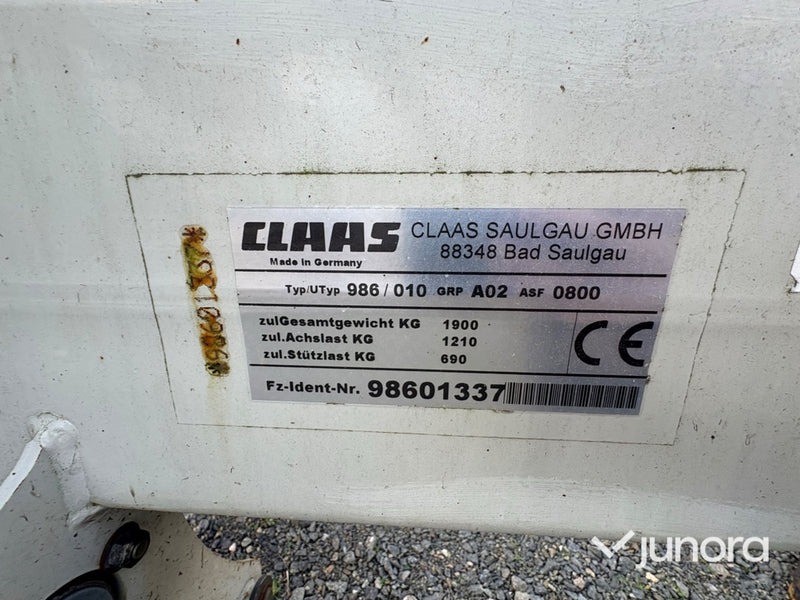 CLAAS
CLAAS SAULGAU GMBH
88348 Bad Saulgau
Made in Germany
Typ/UTyp 986/010 GRP A02 ASF 0800
zulGesamtgewicht KG 1900
zul.Achslast KG 1210
zul.Stützlast KG 690
CE
Fz-Ident-Nr. 98601337
*98601337*
junora